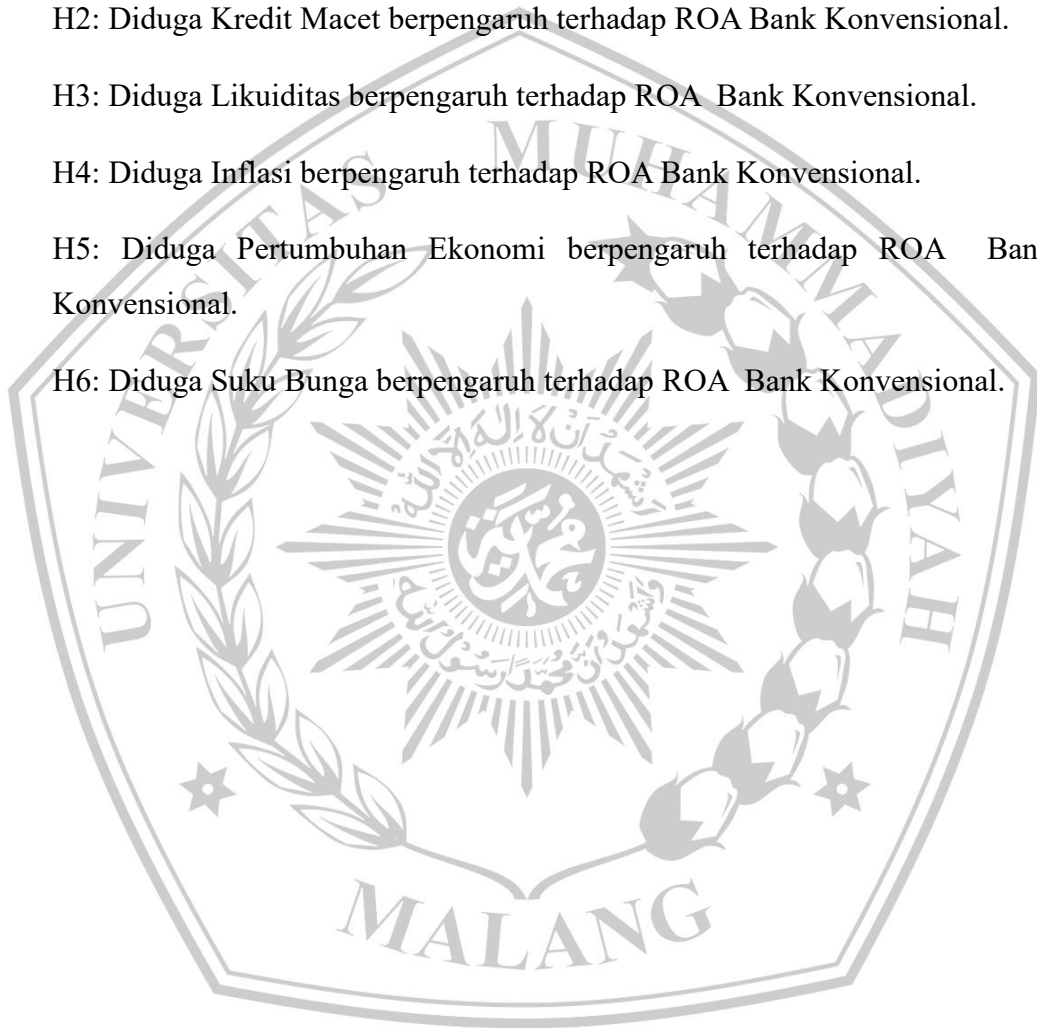 H2: Diduga Kredit Macet berpengaruh terhadap ROA Bank Konvensional.
H3: Diduga Likuiditas berpengaruh terhadap ROA Bank Konvensional.
H4: Diduga Inflasi berpengaruh terhadap ROA Bank Konvensional.
H5: Diduga Pertumbuhan Ekonomi berpengaruh terhadap ROA Ban
Konvensional.
H6: Diduga Suku Bunga berpengaruh terhadap ROA Bank Konvensional.
UNIVERSITAS MUHAMMADIYAH
MALANG